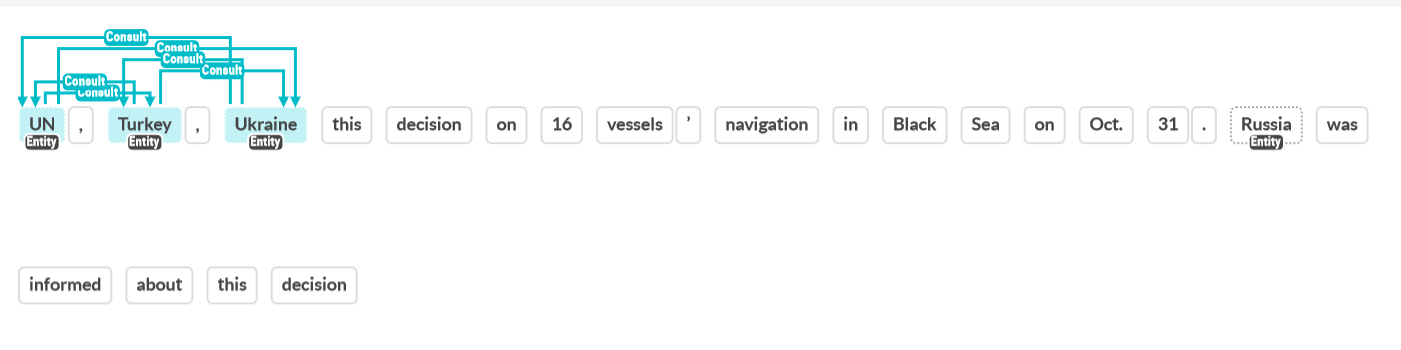 Consult
Consult
Consult
Consult
Consult
Consult
UN , Turkey , Ukraine this decision on 16 vessels ’ navigation in Black Sea on Oct. 31 . Russia was
Entity Entity Entity Entity
informed about this decision